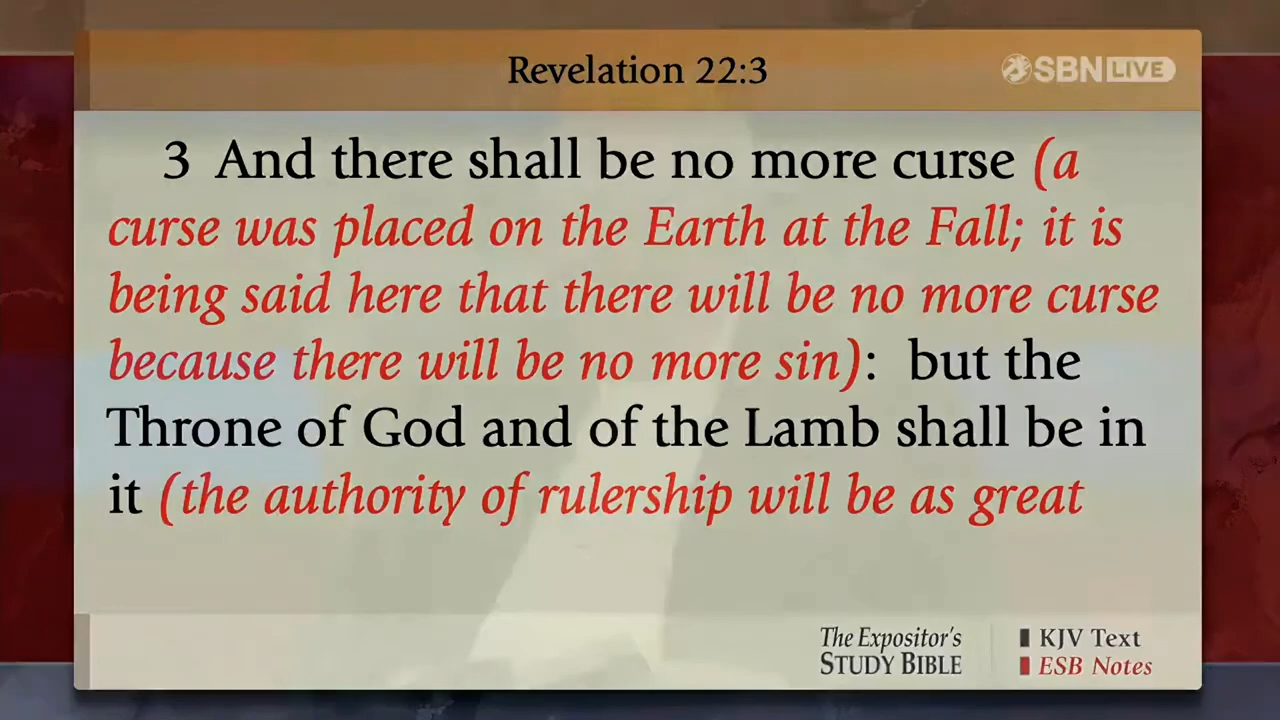 Revelation 22:3
SBN LIVE
3 And there shall be no more curse (a
curse was placed on the Earth at the Fall; it is
being said here that there will be no more curse
because there will be no more sin): but the
Throne of God and of the Lamb shall be in
it (the authority of rulership will be as great
The Expositor's
STUDY BIBLE
KJV Text
ESB Notes